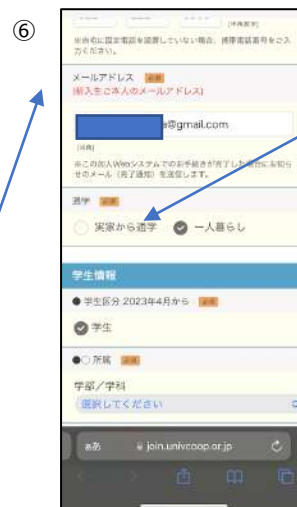 ⑥
※自宅に固定電話を設置していない場合、携帯電話番号をご入
力ください。
メールアドレス 必須
(新入生ご本人のメールアドレス)
a@gmail.com
[半角]
※この加入Webシステムでのお手続きが完了した場合にお知ら
せのメール（完了通知）を送信します。
通学 必須
実家から通学 一人暮らし
学生情報
● 学生区分 2023年4月から 必須
学生
●○ 所属 必須
学部／学科
選択してください
ああ join.univcoop.or.jp